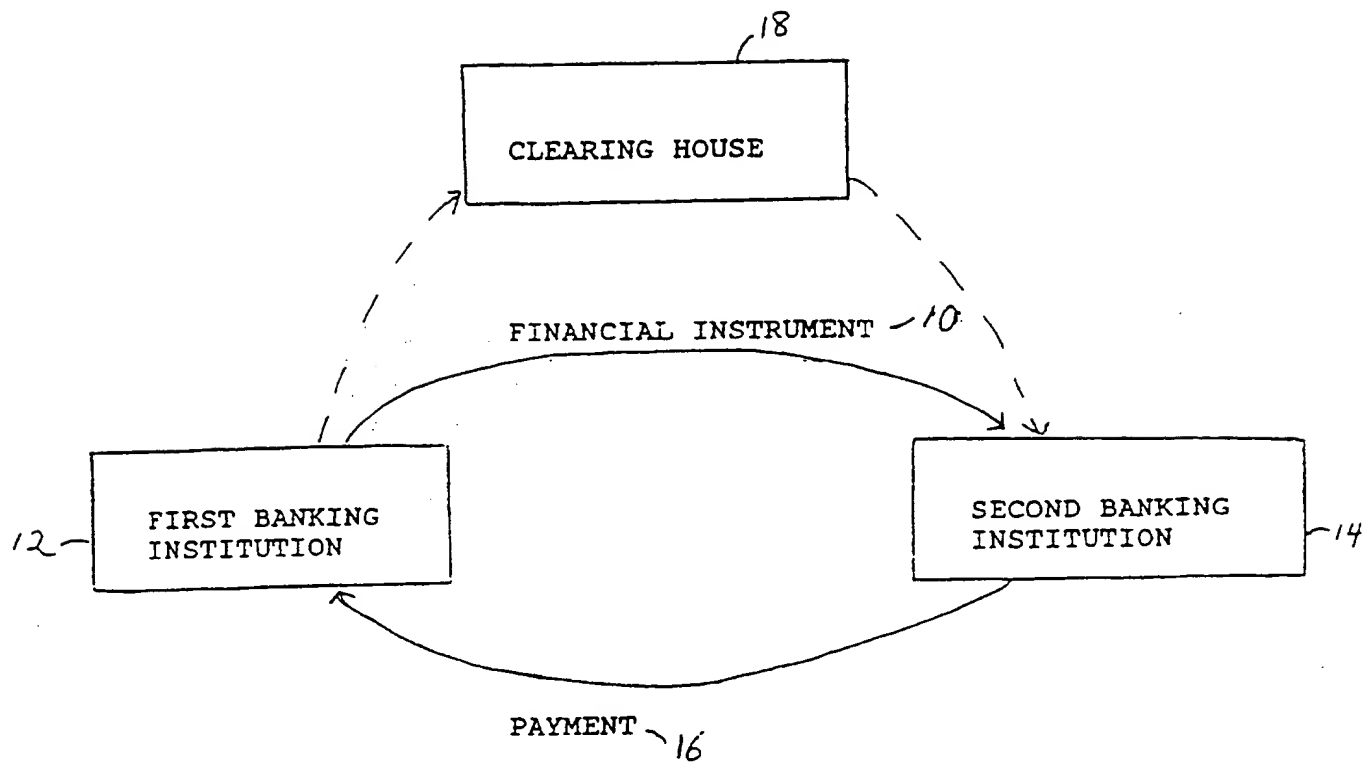 18
CLEARING HOUSE
FINANCIAL INSTRUMENT 10
12 FIRST BANKING
INSTITUTION
SECOND BANKING
INSTITUTION 14
PAYMENT 16